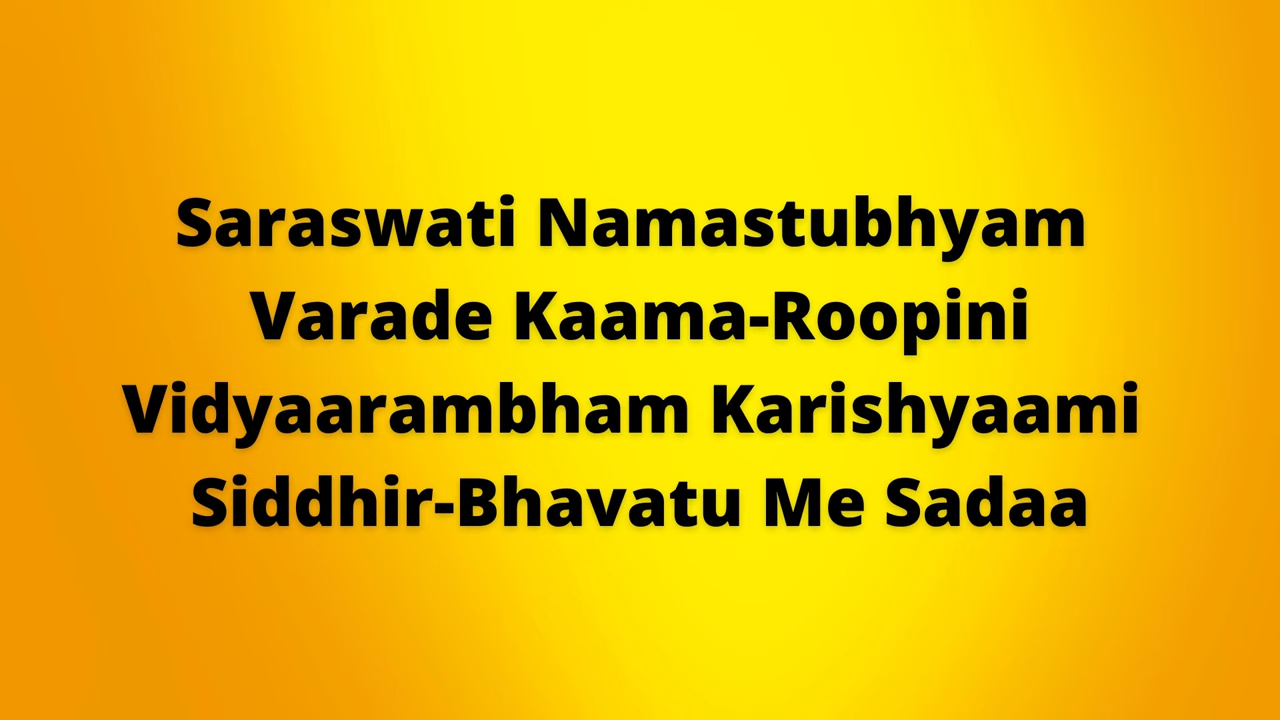 Saraswati Namastubhyam
Varade Kaama-Roopini
Vidyaarambham Karishyaami
Siddhir-Bhavatu Me Sadaa